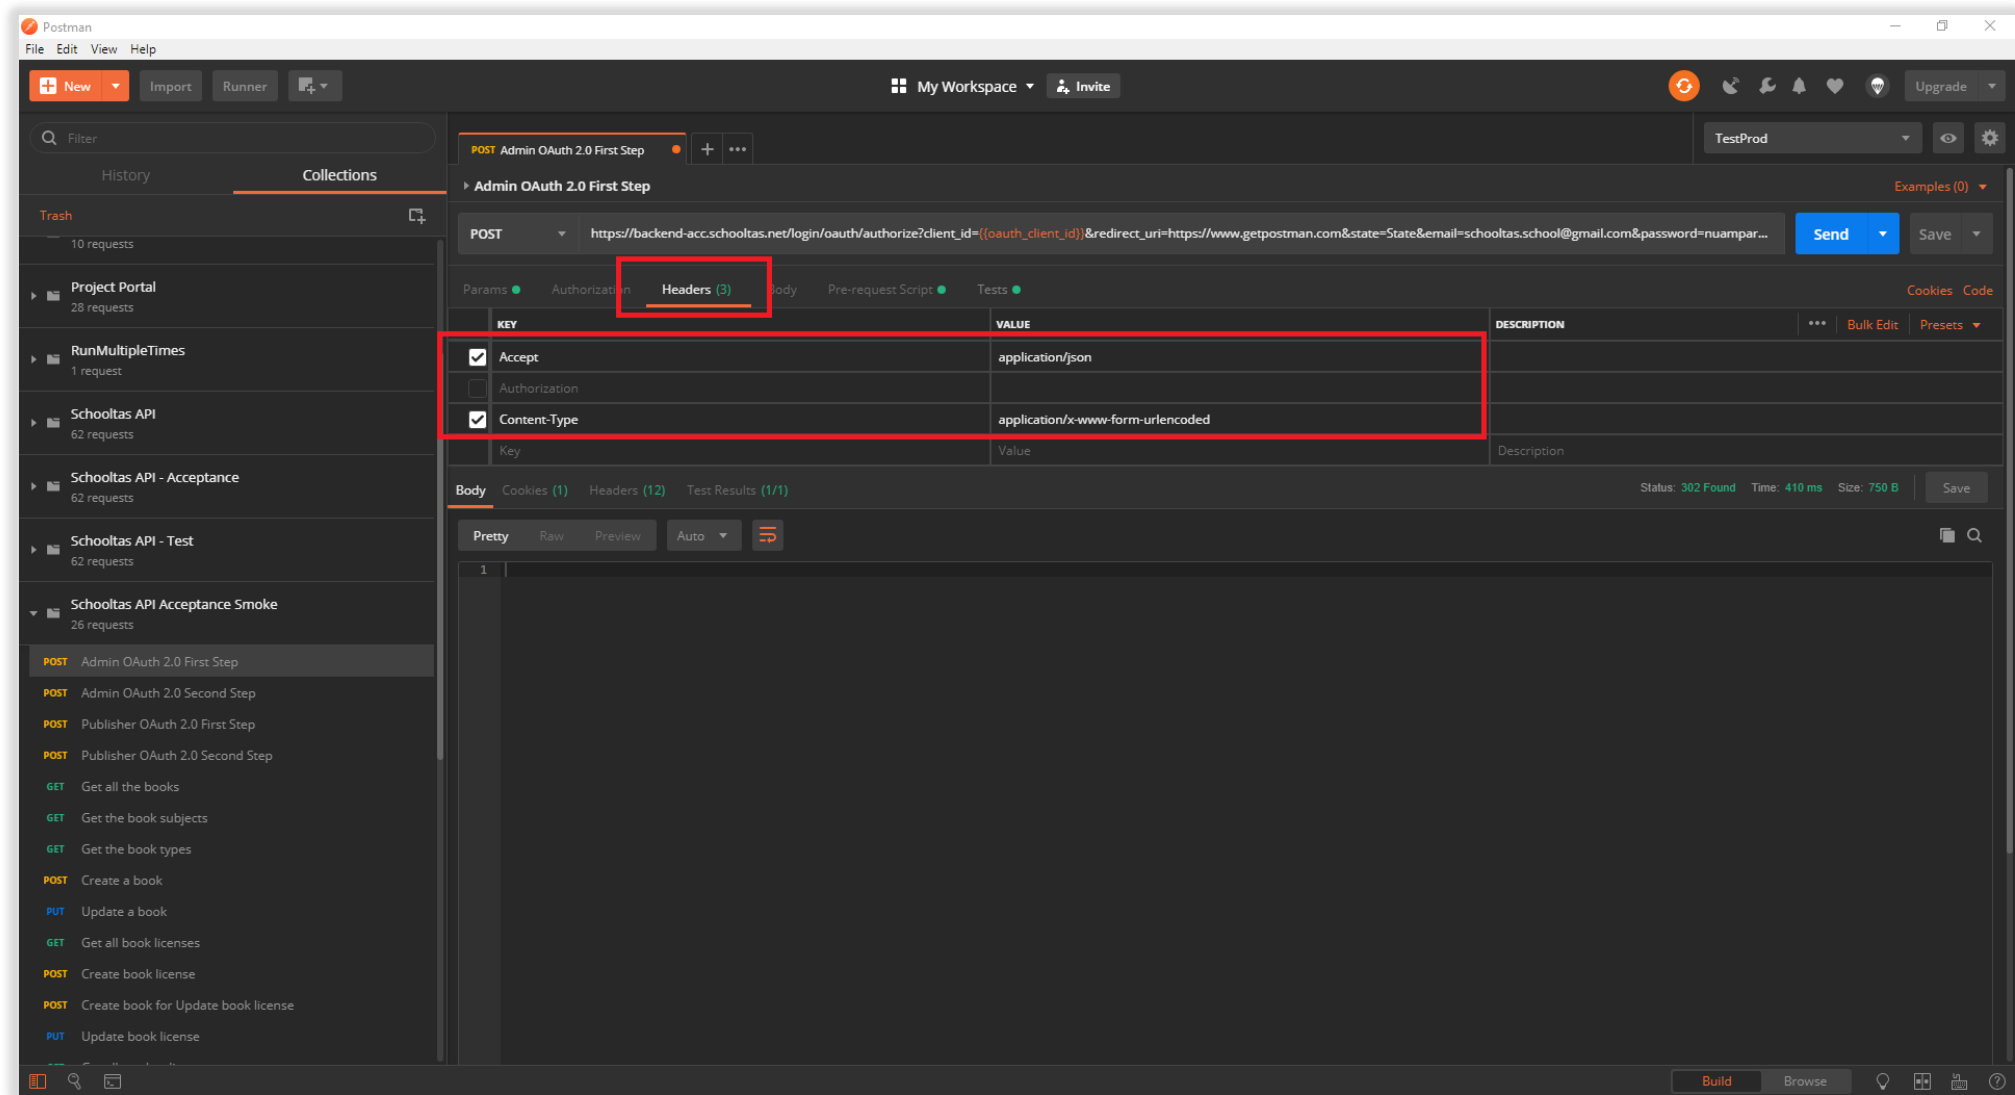 Postman
File Edit View Help
New Import Runner My Workspace Invite Upgrade
Filter
History Collections
Trash
10 requests
Project Portal
28 requests
RunMultipleTimes
1 request
Schooltas API
62 requests
Schooltas API - Acceptance
62 requests
Schooltas API - Test
62 requests
Schooltas API Acceptance Smoke
26 requests
POST Admin OAuth 2.0 First Step
POST Admin OAuth 2.0 Second Step
POST Publisher OAuth 2.0 First Step
POST Publisher OAuth 2.0 Second Step
GET Get all the books
GET Get the book subjects
GET Get the book types
POST Create a book
PUT Update a book
GET Get all book licenses
POST Create book license
POST Create book for Update book license
PUT Update book license
POST Admin OAuth 2.0 First Step TestProd
Admin OAuth 2.0 First Step Examples (0)
POST https://backend-acc.schooltas.net/login/oauth/authorize?client_id={{oauth_client_id}}&redirect_uri=https://www.getpostman.com&state=State&email=schooltas.school@gmail.com&password=nuampar... Send Save
Params Authorization Headers (3) Body Pre-request Script Tests Cookies Code
KEY VALUE DESCRIPTION Bulk Edit Presets
Accept application/json
Authorization
Content-Type application/x-www-form-urlencoded
Key Value Description
Body Cookies (1) Headers (12) Test Results (1/1) Status: 302 Found Time: 410 ms Size: 750 B Save
Pretty Raw Preview Auto
1
Build Browse